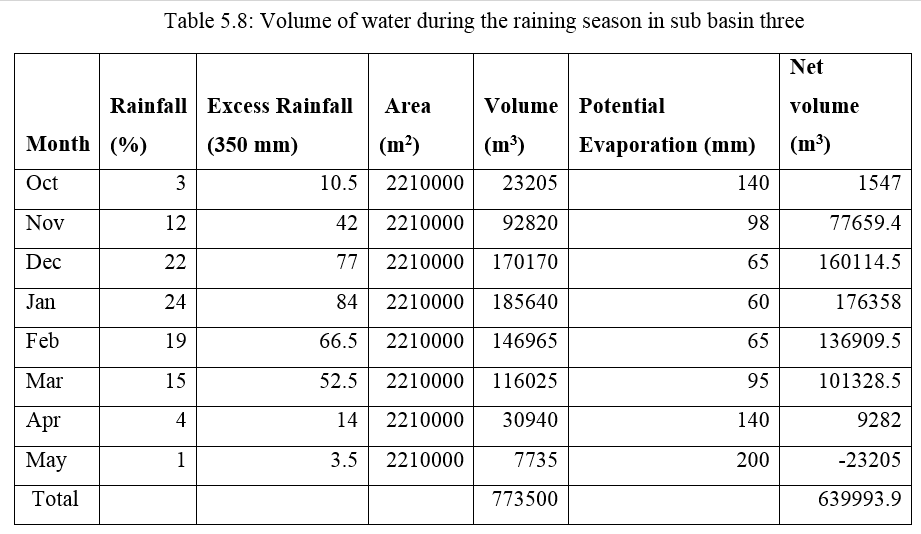 Table 5.8: Volume of water during the raining season in sub basin three
Month Rainfall (%) Excess Rainfall (350 mm) Area (m²) Volume (m³) Potential Evaporation (mm) Net volume (m³)
Oct 3 10.5 2210000 23205 140 1547
Nov 12 42 2210000 92820 98 77659.4
Dec 22 77 2210000 170170 65 160114.5
Jan 24 84 2210000 185640 60 176358
Feb 19 66.5 2210000 146965 65 136909.5
Mar 15 52.5 2210000 116025 95 101328.5
Apr 4 14 2210000 30940 140 9282
May 1 3.5 2210000 7735 200 -23205
Total 773500 639993.9